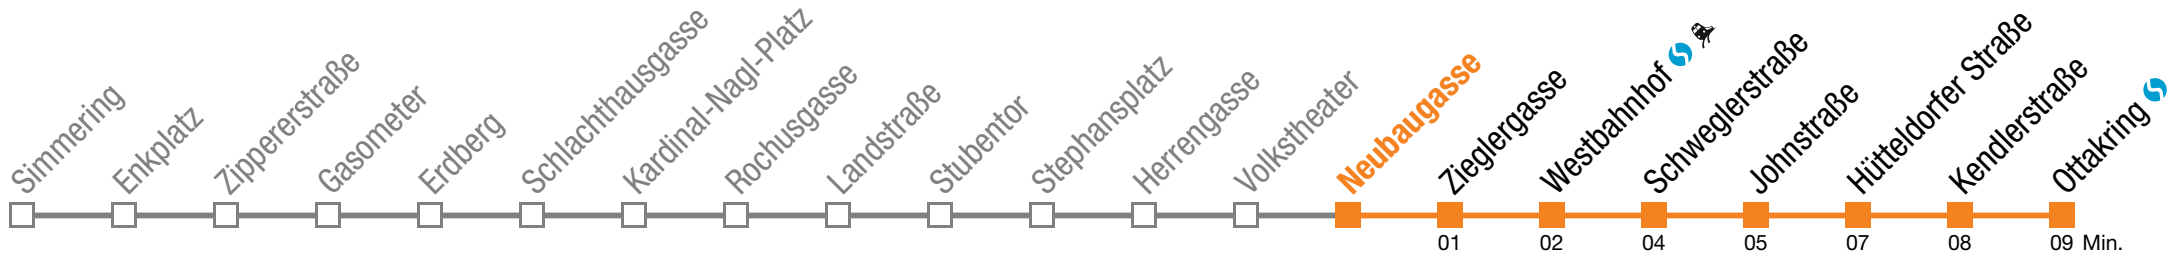 Simmering
Enkplatz
Zippererstraße
Gasometer
Erdberg
Schlachthausgasse
Kardinal-Nagl-Platz
Rochusgasse
Landstraße
Stubentor
Stephansplatz
Herrengasse
Volkstheater
Neubaugasse
Zieglergasse
Westbahnhof
Schweglerstraße
Johnstraße
Hütteldorfer Straße
Kendlerstraße
Ottakring
01 02 04 05 07 08 09 Min.